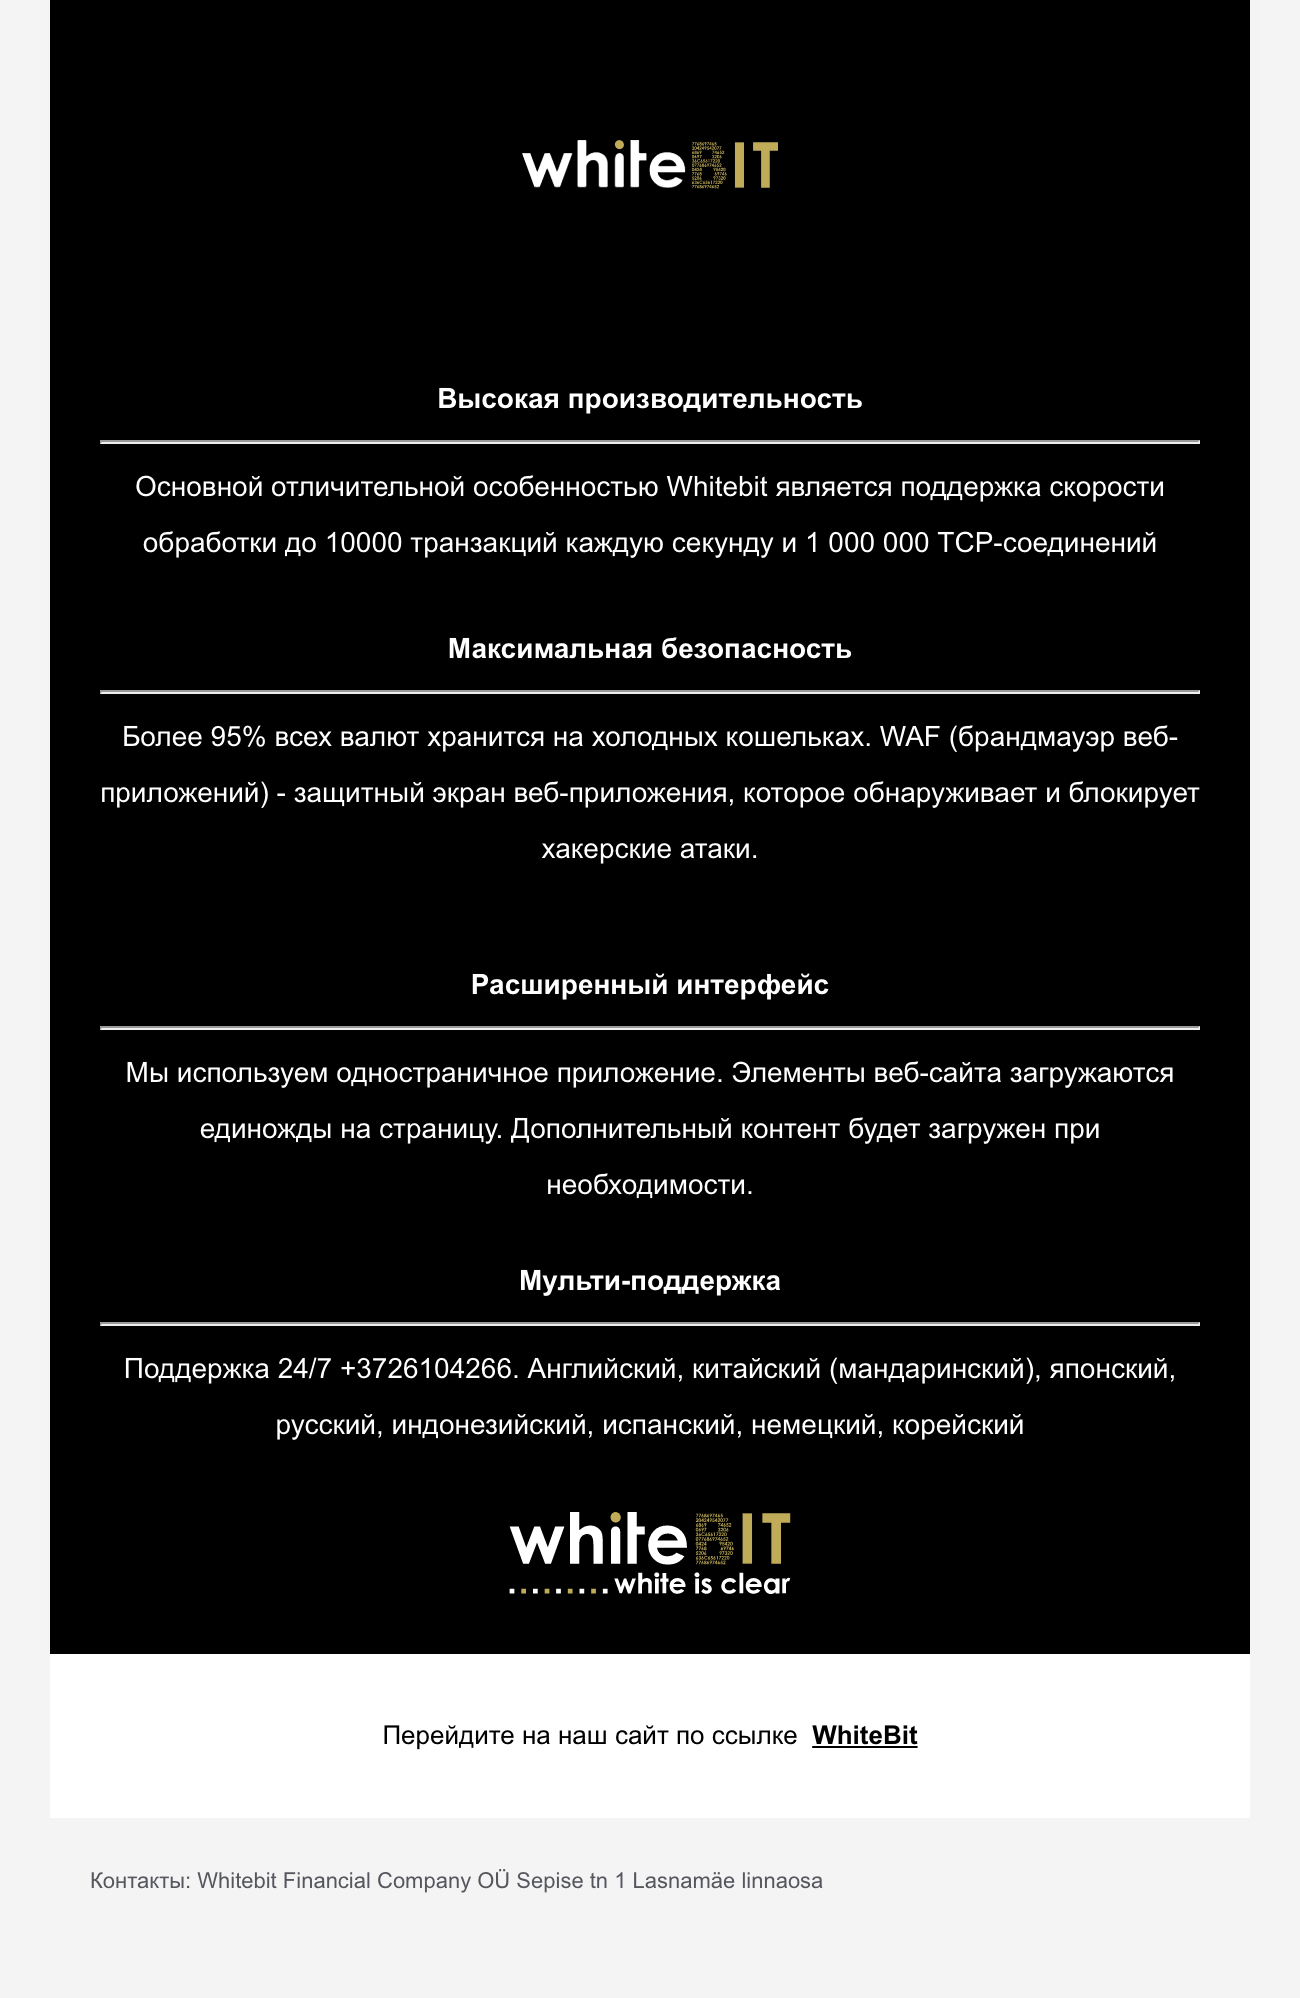 whiteBIT
Высокая производительность
Основной отличительной особенностью Whitebit является поддержка скорости
обработки до 10000 транзакций каждую секунду и 1 000 000 TCP-соединений
Максимальная безопасность
Более 95% всех валют хранится на холодных кошельках. WAF (брандмауэр веб-
приложений) - защитный экран веб-приложения, которое обнаруживает и блокирует
хакерские атаки.
Расширенный интерфейс
Мы используем одностраничное приложение. Элементы веб-сайта загружаются
единожды на страницу. Дополнительный контент будет загружен при
необходимости.
Мульти-поддержка
Поддержка 24/7 +3726104266. Английский, китайский (мандаринский), японский,
русский, индонезийский, испанский, немецкий, корейский
whiteBIT
white is clear
Перейдите на наш сайт по ссылке WhiteBit
Контакты: Whitebit Financial Company OÜ Sepise tn 1 Lasnamäe linnaosa